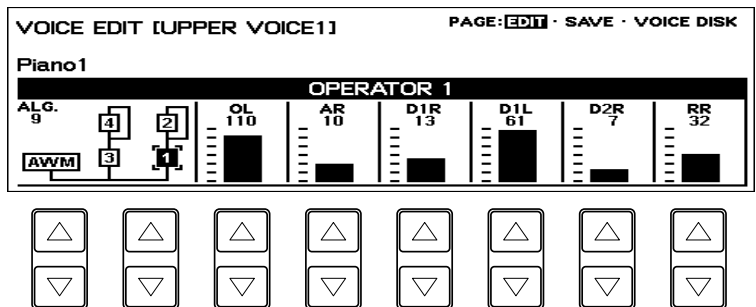 VOICE EDIT [UPPER VOICE1] PAGE: EDIT · SAVE · VOICE DISK
Piano1
OPERATOR 1
ALG. OL AR D1R D1L D2R RR
9 110 10 13 61 7 32
4 2
AWM 3 1